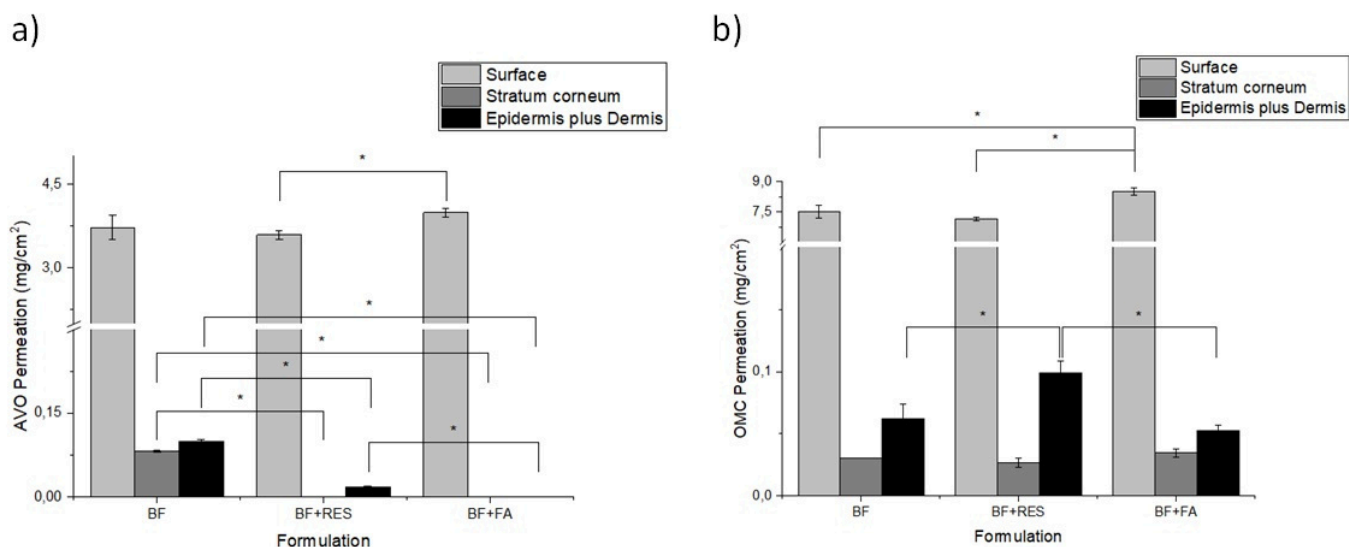 a)
Surface
Stratum corneum
Epidermis plus Dermis
AVO Permeation (mg/cm²)
4,5
3,0
0,15
0,00
*
*
*
*
*
*
BF
BF+RES
BF+FA
Formulation
b)
Surface
Stratum corneum
Epidermis plus Dermis
OMC Permeation (mg/cm²)
9,0
7,5
0,1
0,0
*
*
*
*
BF
BF+RES
BF+FA
Formulation